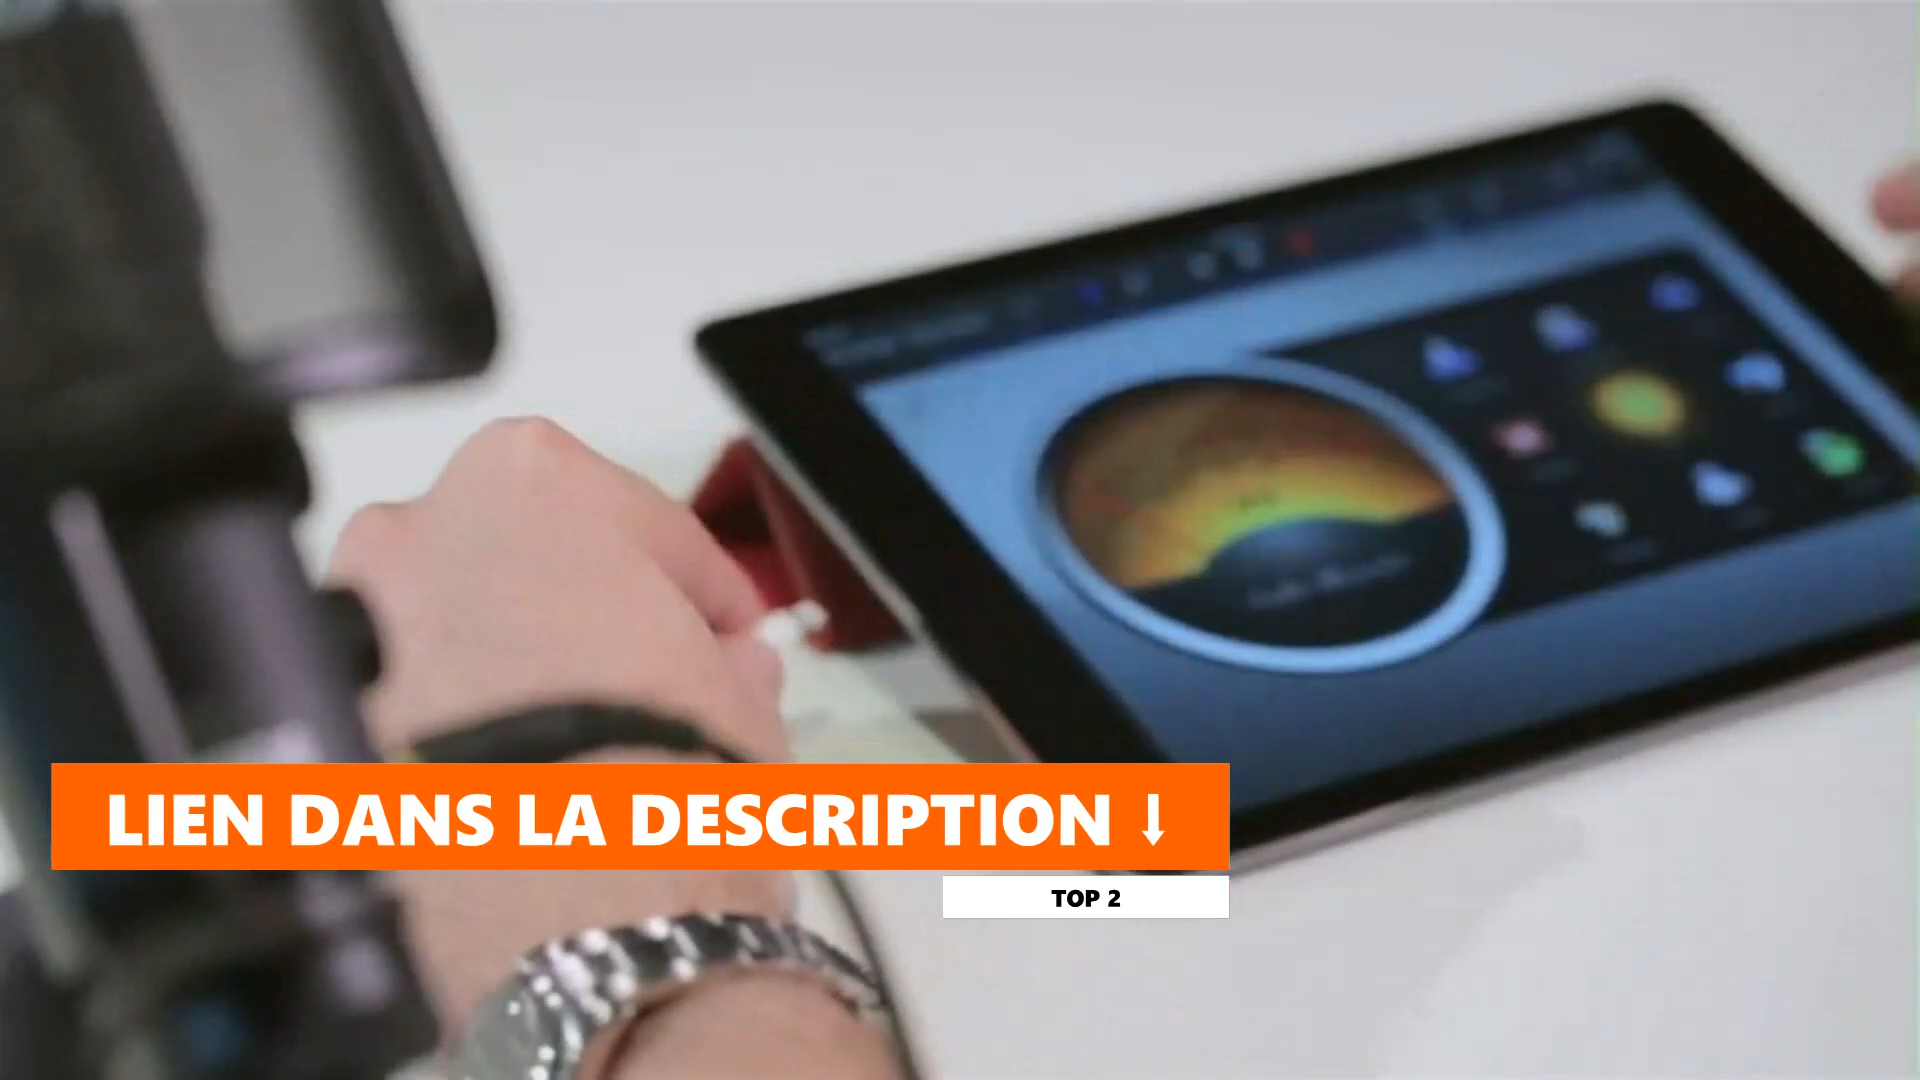 LIEN DANS LA DESCRIPTION ↓
TOP 2